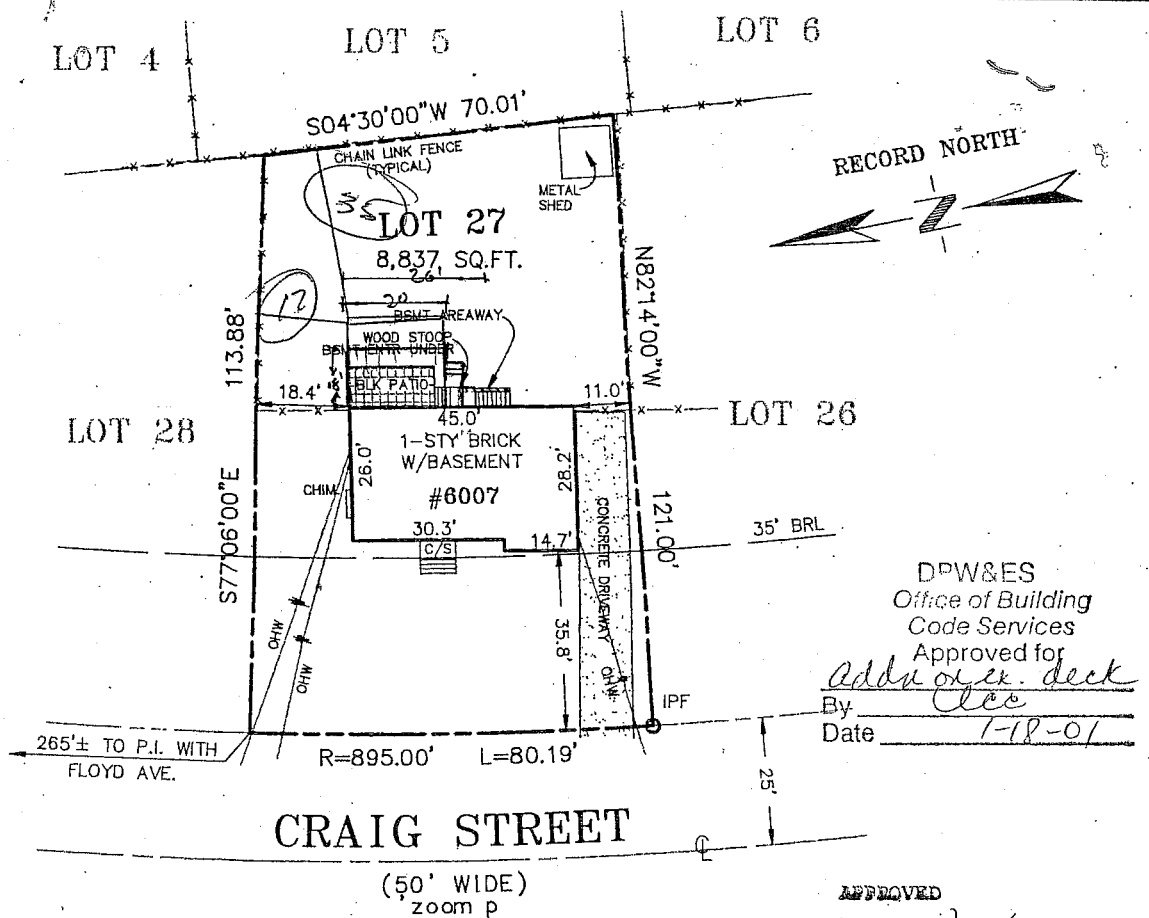 LOT 4
LOT 5
LOT 6
S04°30'00"W 70.01'
CHAIN LINK FENCE
(TYPICAL)
METAL
SHED
RECORD NORTH
LOT 27
8,837 SQ.FT.
26'
20
17
BSMT AREAWAY
WOOD STOOP
BSMT ENTR UNDER
BLK PATIO
113.88'
N82°14'00"W
18.4'
11.0'
45.0'
LOT 28
LOT 26
1-STY BRICK
W/BASEMENT
#6007
26.0'
28.2'
CHIM
30.3'
14.7'
C/S
CONCRETE DRIVEWAY
121.00'
35' BRL
S77°06'00"E
35.8'
OHW
OHW
OHW
IPF
DPW&ES
Office of Building
Code Services
Approved for
addn on ex. deck
By
Date 1-18-01
265'± TO P.I. WITH
FLOYD AVE.
R=895.00' L=80.19'
25'
CRAIG STREET
(50' WIDE)
zoom p
APPROVED